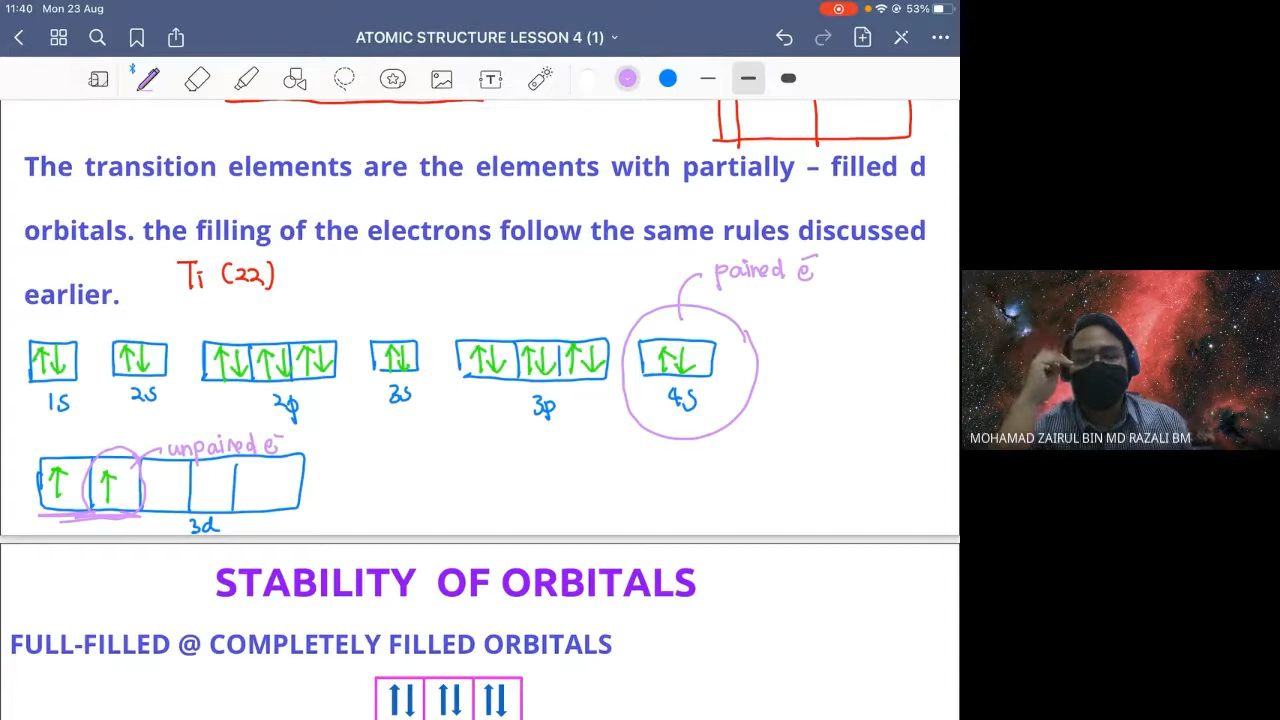 11:40 Mon 23 Aug
53%
ATOMIC STRUCTURE LESSON 4 (1)
The transition elements are the elements with partially – filled d
orbitals. the filling of the electrons follow the same rules discussed
earlier.
Ti (22)
paired e⁻
1s 2s 2p 3s 3p 4s
unpaired e⁻
3d
MOHAMAD ZAIRUL BIN MD RAZALI BM
STABILITY OF ORBITALS
FULL-FILLED @ COMPLETELY FILLED ORBITALS